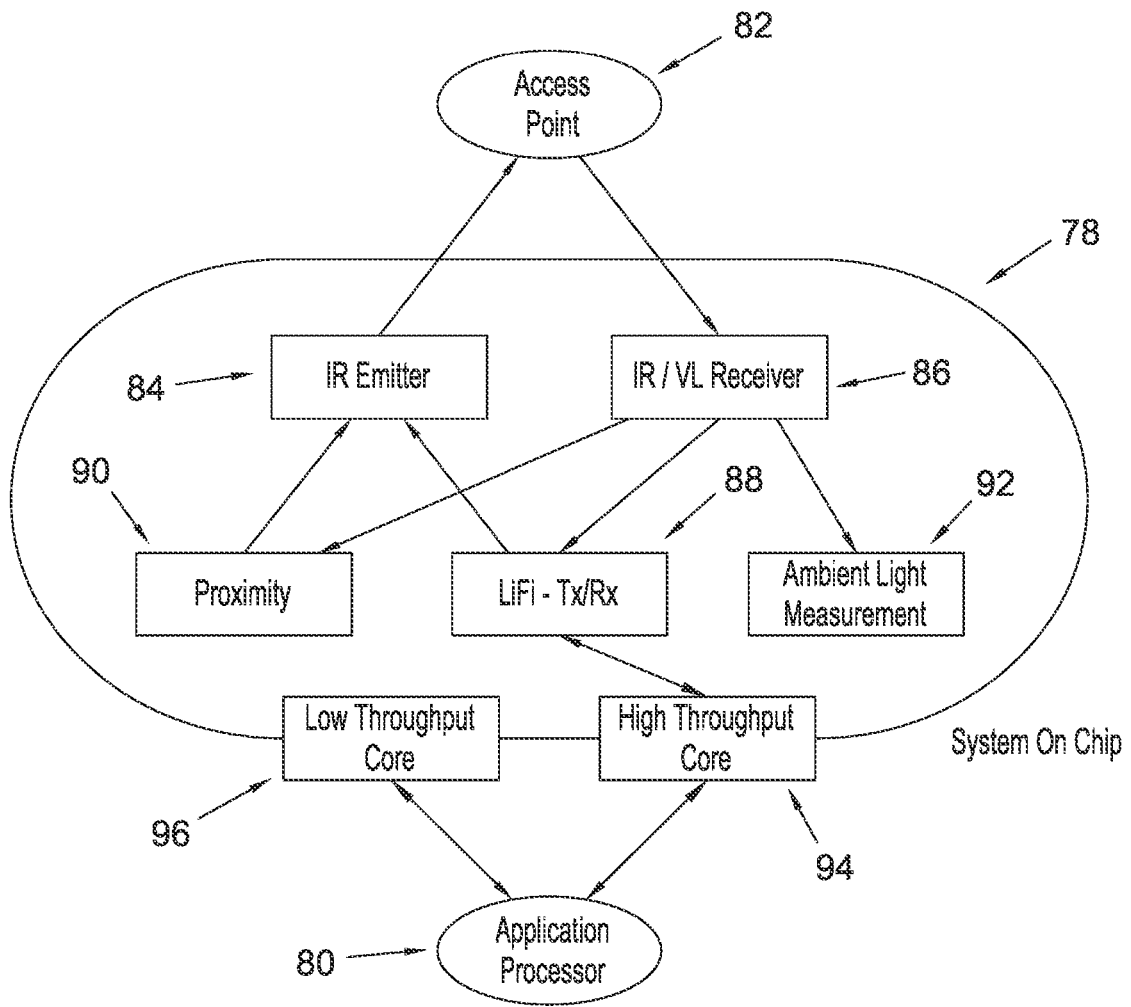 82
Access
Point
78
84
IR Emitter
IR / VL Receiver
86
90
88
92
Proximity
LiFi - Tx/Rx
Ambient Light
Measurement
Low Throughput
Core
High Throughput
Core
System On Chip
96
94
80
Application
Processor